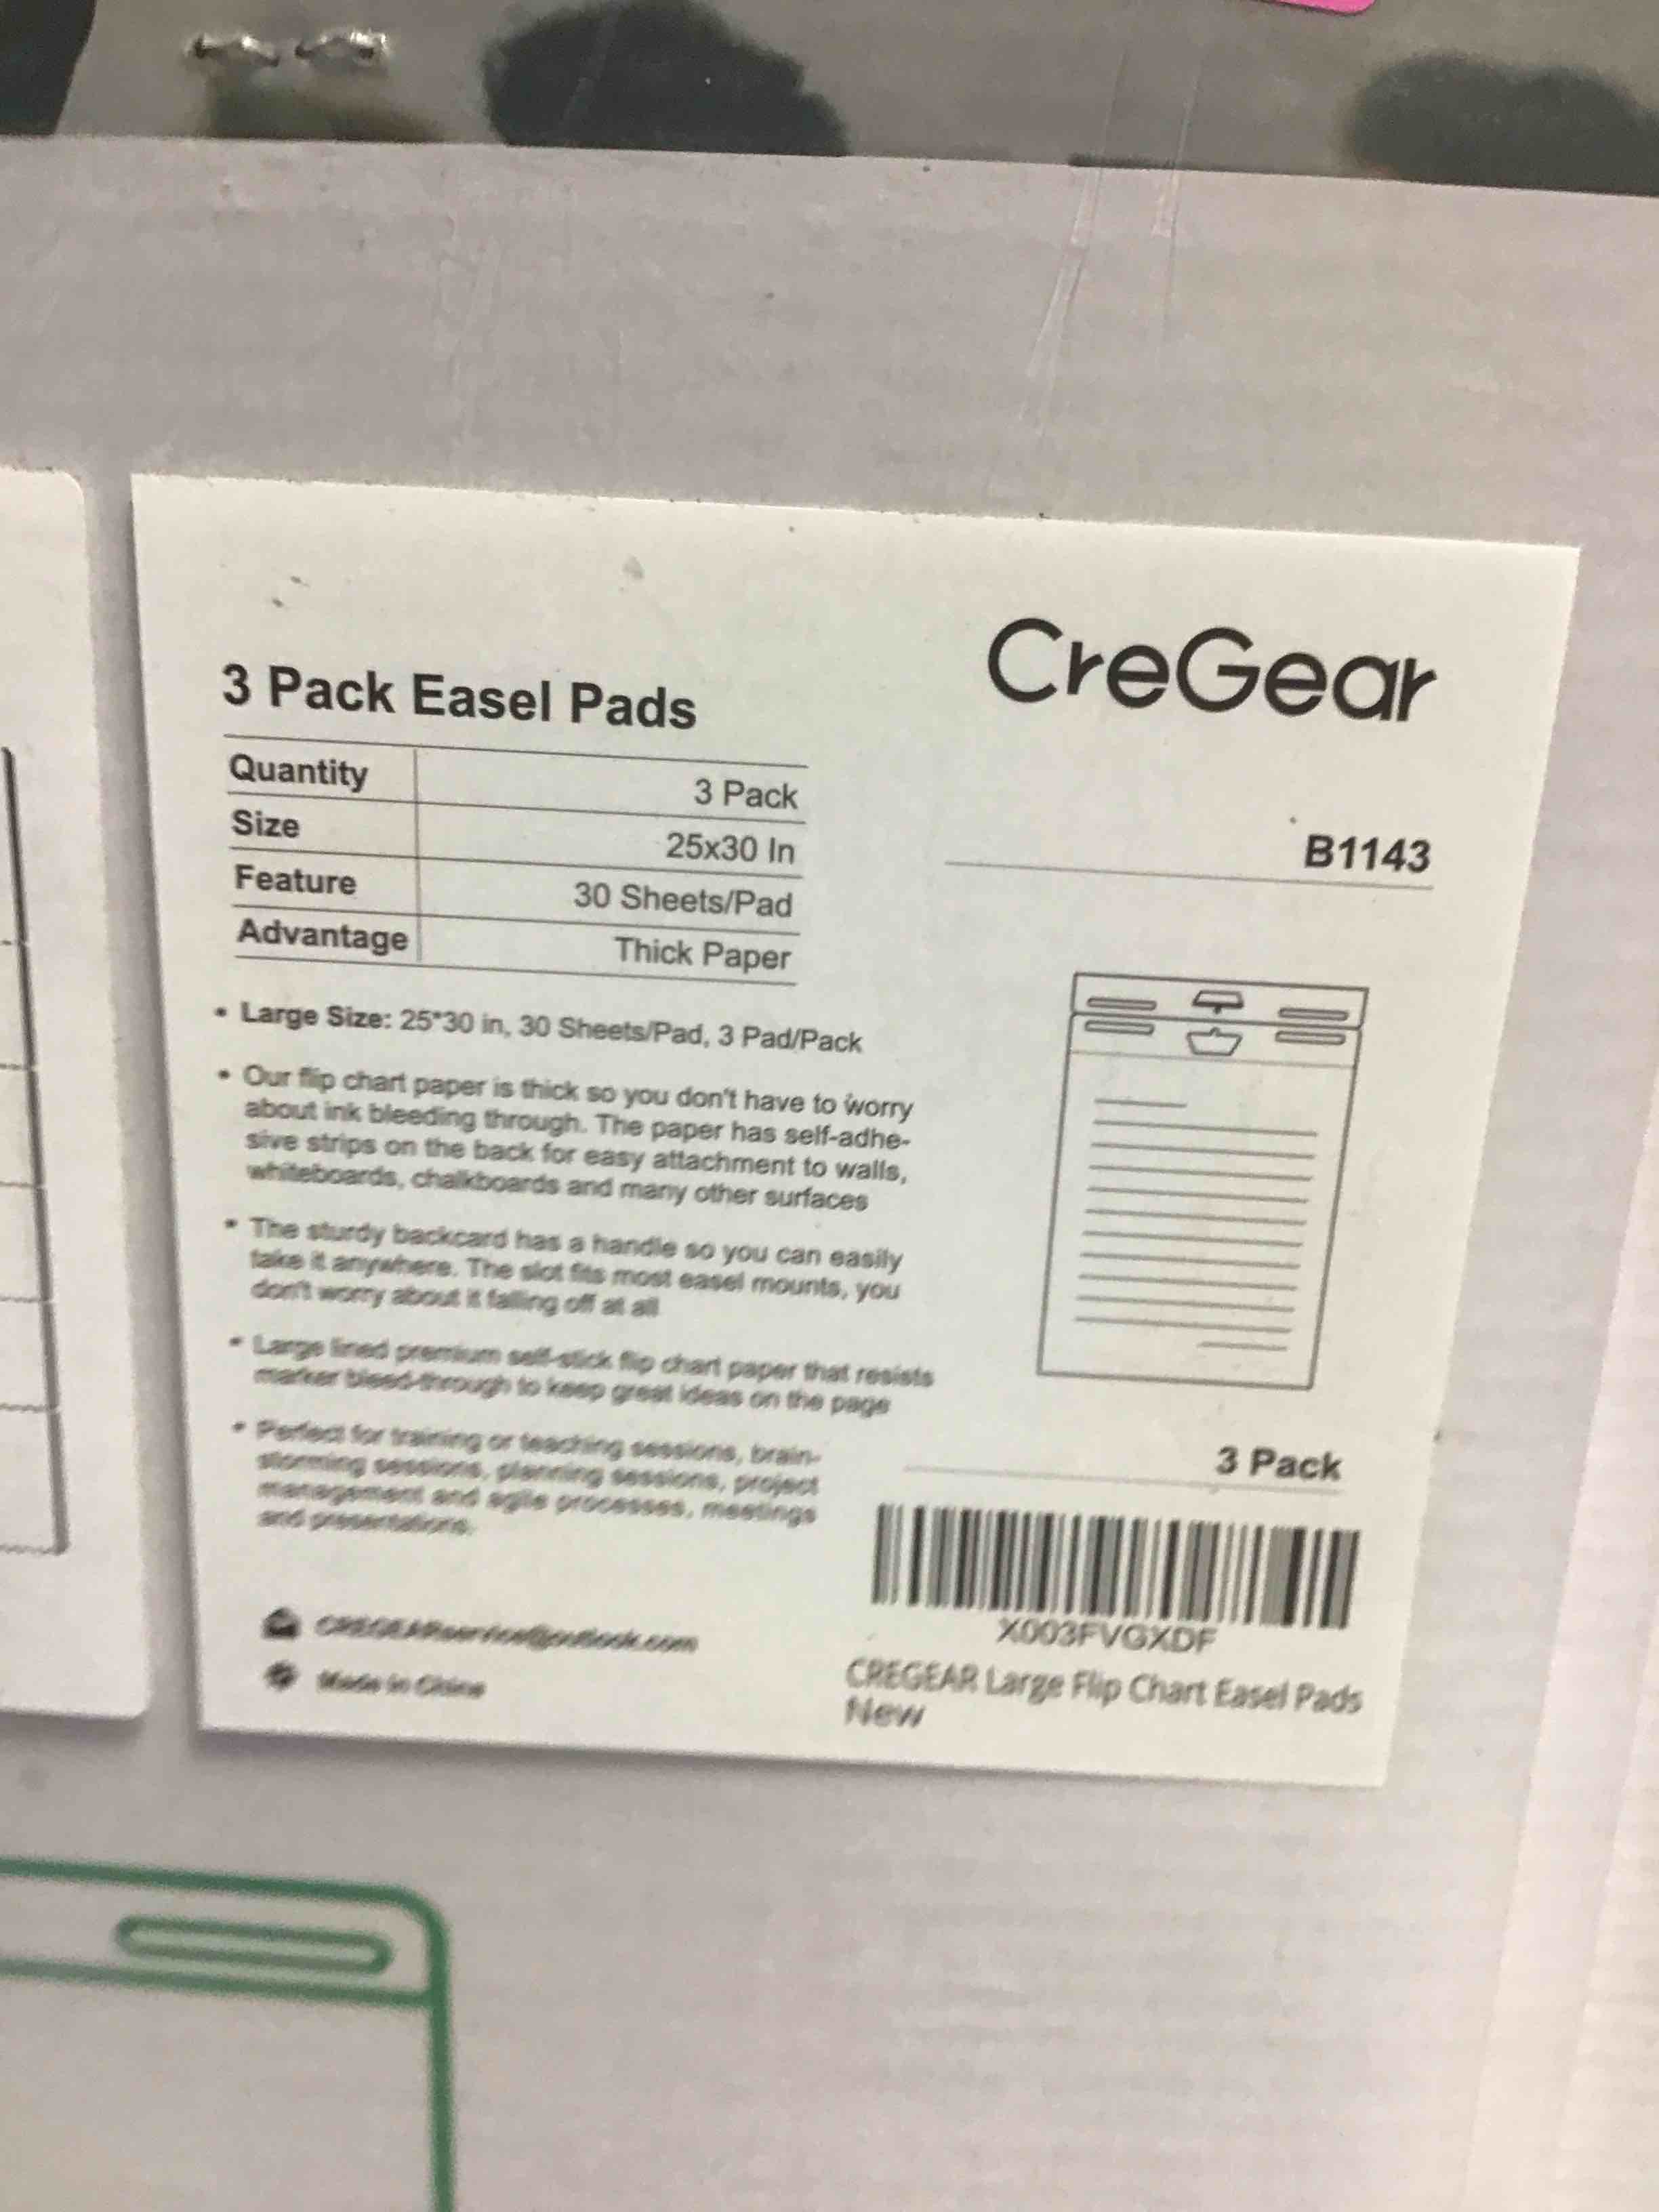 CreGear
3 Pack Easel Pads
Quantity 3 Pack
Size 25x30 In
Feature 30 Sheets/Pad
Advantage Thick Paper
B1143
• Large Size: 25*30 in, 30 Sheets/Pad, 3 Pad/Pack
• Our flip chart paper is thick so you don't have to worry
about ink bleeding through. The paper has self-adhe-
sive strips on the back for easy attachment to walls,
whiteboards, chalkboards and many other surfaces
• The sturdy backcard has a handle so you can easily
take it anywhere. The slot fits most easel mounts, you
don't worry about it falling off at all
• Large lined premium self-stick flip chart paper that resists
marker bleed-through to keep great ideas on the page
• Perfect for training or teaching sessions, brain-
storming sessions, planning sessions, project
management and agile processes, meetings
and presentations.
3 Pack
X003FVGXDF
CREGEAR Large Flip Chart Easel Pads
New
CREGEARservice@outlook.com
Made in China